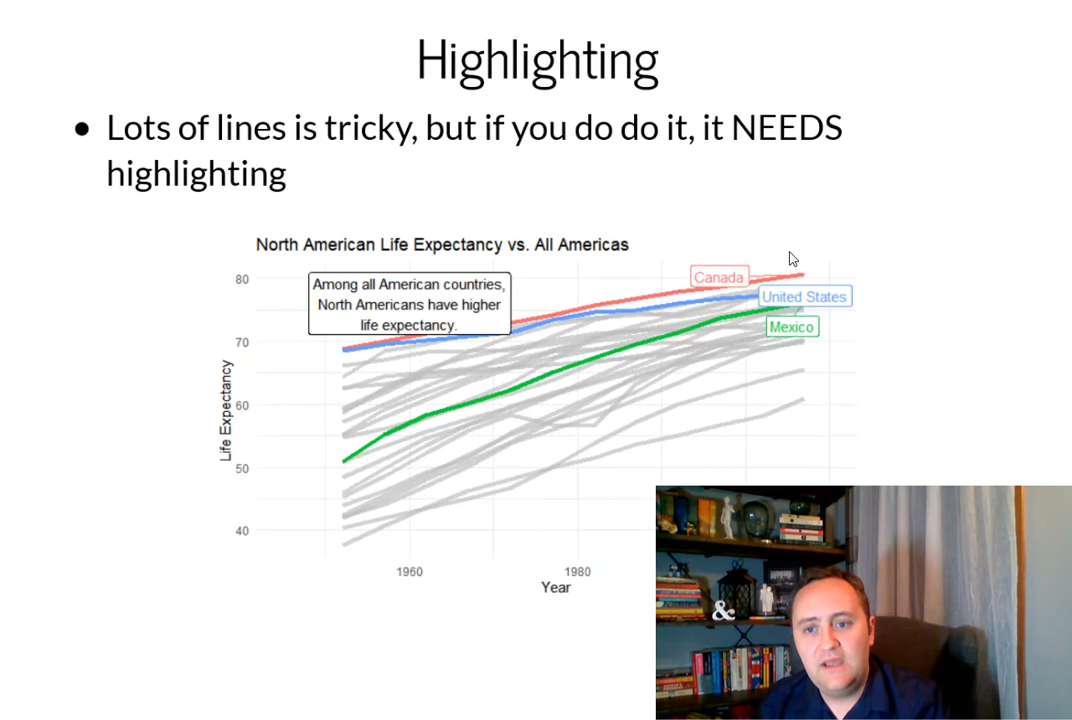 Highlighting
• Lots of lines is tricky, but if you do do it, it NEEDS
highlighting
North American Life Expectancy vs. All Americas
Among all American countries,
North Americans have higher
life expectancy.
Canada
United States
Mexico
Life Expectancy
80
70
60
50
40
1960
1980
Year
&